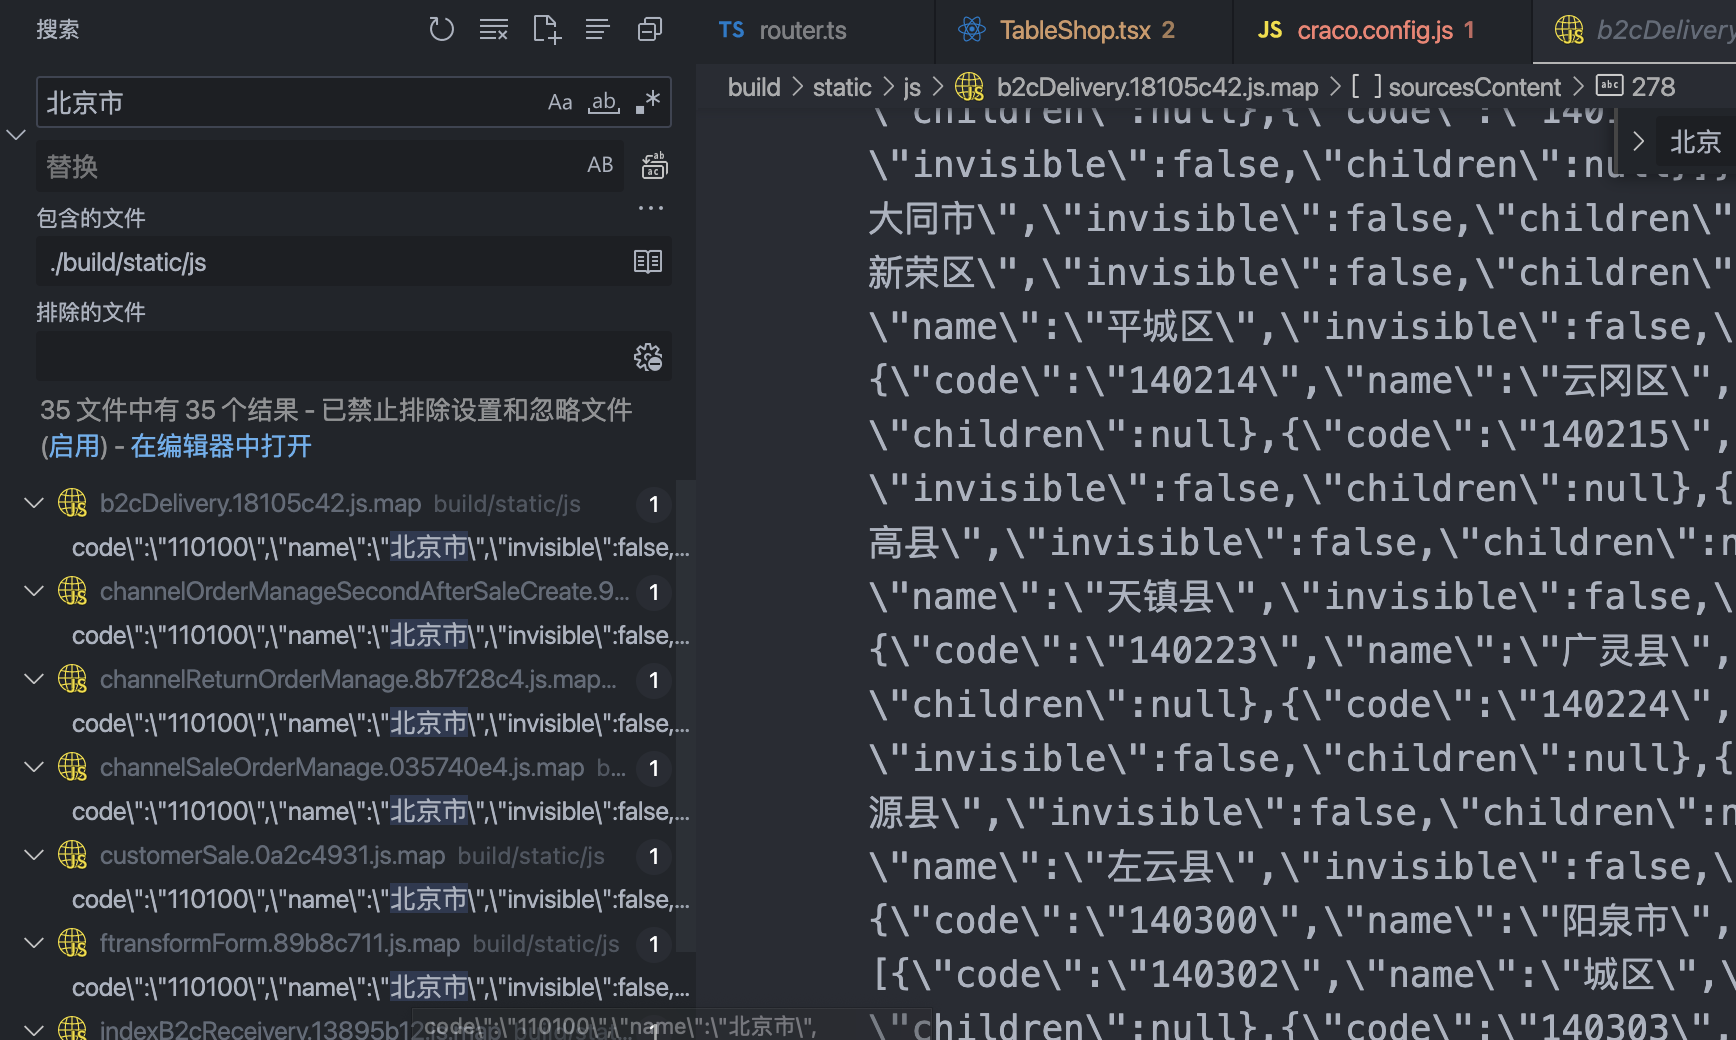 搜索
北京市
Aa ab .*
替换
AB
包含的文件
./build/static/js
排除的文件
35 文件中有 35 个结果 - 已禁止排除设置和忽略文件
(启用) - 在编辑器中打开
b2cDelivery.18105c42.js.map build/static/js 1
code\":\"110100\",\"name\":\"北京市\",\"invisible\":false,...
channelOrderManageSecondAfterSaleCreate.9... 1
code\":\"110100\",\"name\":\"北京市\",\"invisible\":false,...
channelReturnOrderManage.8b7f28c4.js.map... 1
code\":\"110100\",\"name\":\"北京市\",\"invisible\":false,...
channelSaleOrderManage.035740e4.js.map b... 1
code\":\"110100\",\"name\":\"北京市\",\"invisible\":false,...
customerSale.0a2c4931.js.map build/static/js 1
code\":\"110100\",\"name\":\"北京市\",\"invisible\":false,...
ftransformForm.89b8c711.js.map build/static/js 1
code\":\"110100\",\"name\":\"北京市\",\"invisible\":false,...
indexB2cReceivery.13895b12
code\":\"110100\",\"name\":\"北京市\",
TS router.ts
TableShop.tsx 2
JS craco.config.js 1
b2cDelivery
build > static > js > b2cDelivery.18105c42.js.map > [ ] sourcesContent > abc 278
北京
\"children\":null},{\"code\":\"140
\"invisible\":false,\"children\":nu
大同市\",\"invisible\":false,\"children\"
新荣区\",\"invisible\":false,\"children\"
\"name\":\"平城区\",\"invisible\":false,\
{\"code\":\"140214\",\"name\":\"云冈区\",
\"children\":null},{\"code\":\"140215\",
\"invisible\":false,\"children\":null},{
高县\",\"invisible\":false,\"children\":n
\"name\":\"天镇县\",\"invisible\":false,\
{\"code\":\"140223\",\"name\":\"广灵县\",
\"children\":null},{\"code\":\"140224\",
\"invisible\":false,\"children\":null},{
源县\",\"invisible\":false,\"children\":n
\"name\":\"左云县\",\"invisible\":false,\
{\"code\":\"140300\",\"name\":\"阳泉市\",
[{\"code\":\"140302\",\"name\":\"城区\",\
\"children\":null},{\"code\":\"140303\",